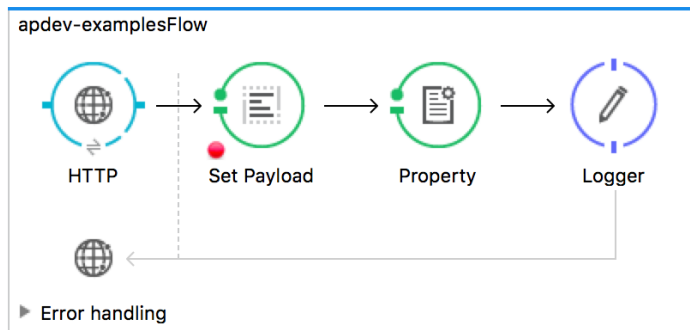 apdev-examplesFlow
HTTP
Set Payload
Property
Logger
Error handling